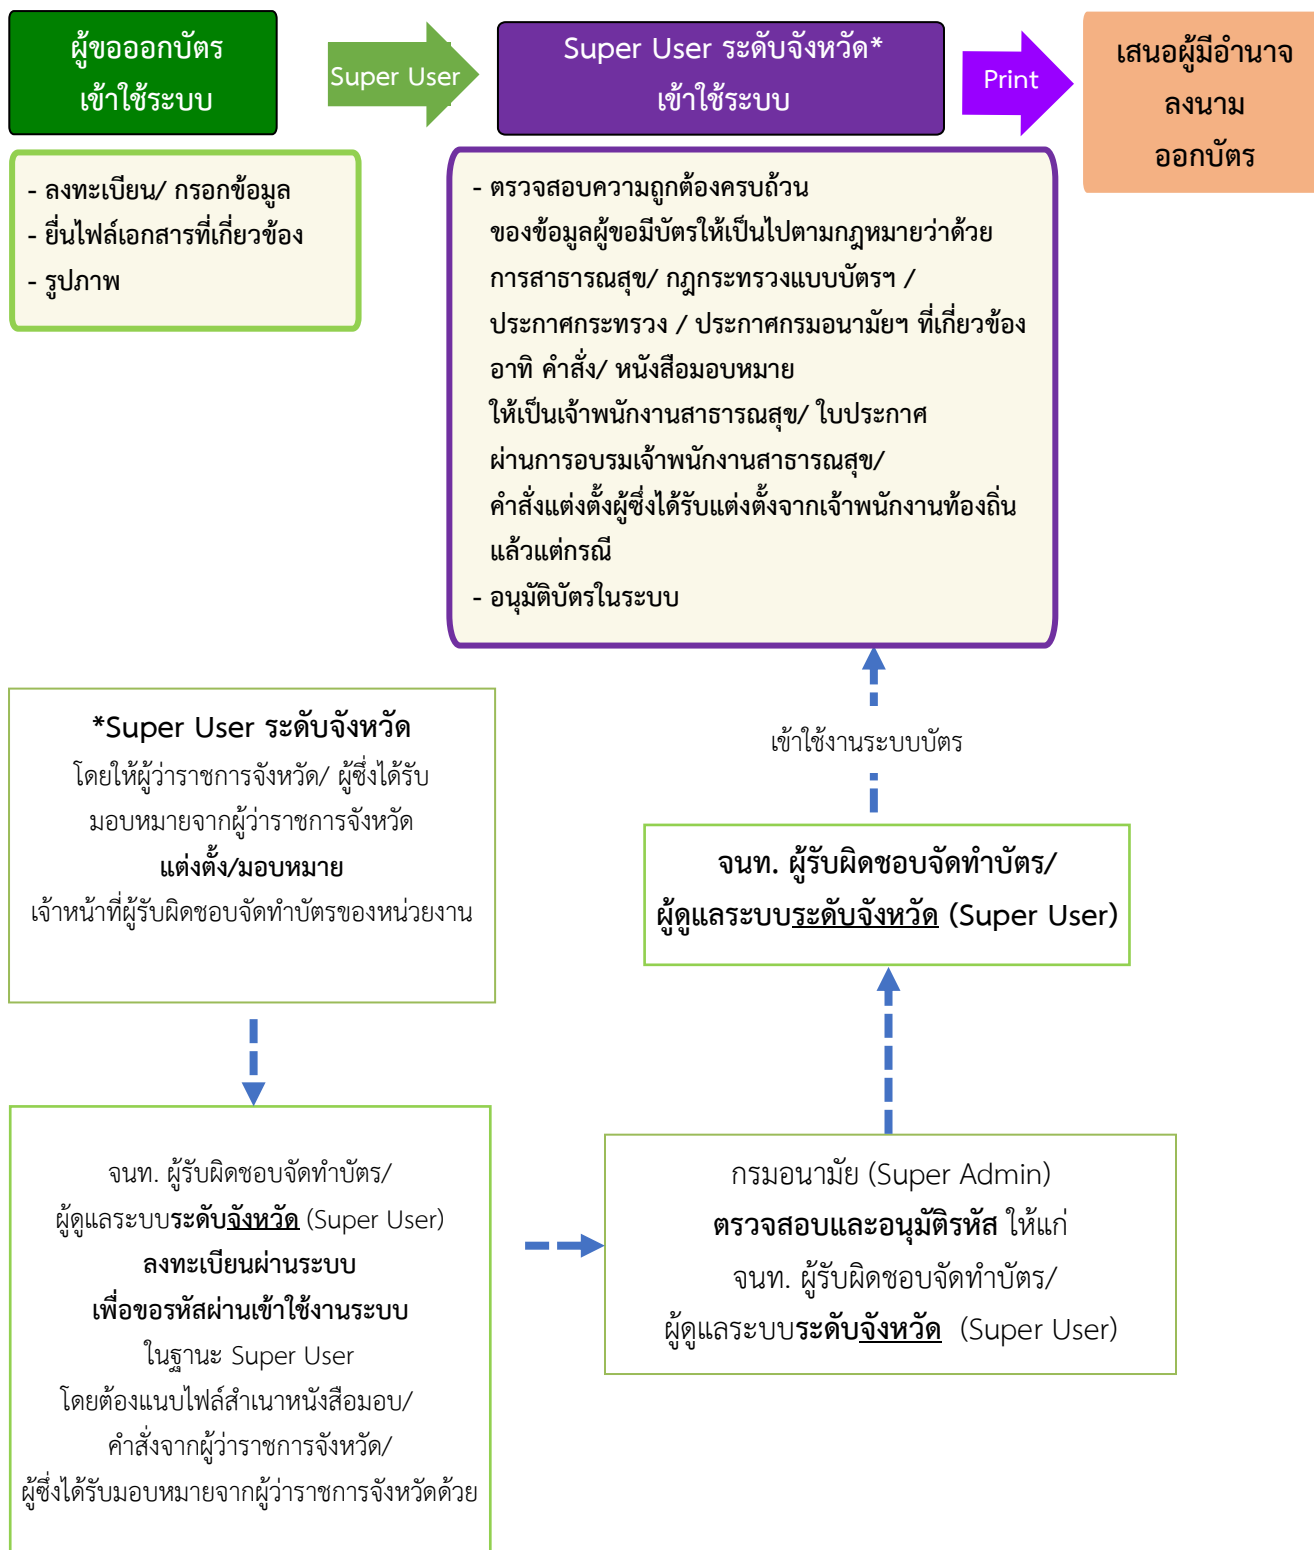 ผู้ขอออกบัตร
เข้าใช้ระบบ
Super User
Super User ระดับจังหวัด*
เข้าใช้ระบบ
Print
เสนอผู้มีอำนาจ
ลงนาม
ออกบัตร
- ลงทะเบียน/ กรอกข้อมูล
- ยื่นไฟล์เอกสารที่เกี่ยวข้อง
- รูปภาพ
- ตรวจสอบความถูกต้องครบถ้วน
ของข้อมูลผู้ขอมีบัตรให้เป็นไปตามกฎหมายว่าด้วย
การสาธารณสุข/ กฎกระทรวงแบบบัตรฯ /
ประกาศกระทรวง / ประกาศกรมอนามัยฯ ที่เกี่ยวข้อง
อาทิ คำสั่ง/ หนังสือมอบหมาย
ให้เป็นเจ้าพนักงานสาธารณสุข/ ใบประกาศ
ผ่านการอบรมเจ้าพนักงานสาธารณสุข/
คำสั่งแต่งตั้งผู้ซึ่งได้รับแต่งตั้งจากเจ้าพนักงานท้องถิ่น
แล้วแต่กรณี
- อนุมัติบัตรในระบบ
*Super User ระดับจังหวัด
โดยให้ผู้ว่าราชการจังหวัด/ ผู้ซึ่งได้รับ
มอบหมายจากผู้ว่าราชการจังหวัด
แต่งตั้ง/มอบหมาย
เจ้าหน้าที่ผู้รับผิดชอบจัดทำบัตรของหน่วยงาน
เข้าใช้งานระบบบัตร
จนท. ผู้รับผิดชอบจัดทำบัตร/
ผู้ดูแลระบบระดับจังหวัด (Super User)
จนท. ผู้รับผิดชอบจัดทำบัตร/
ผู้ดูแลระบบระดับจังหวัด (Super User)
ลงทะเบียนผ่านระบบ
เพื่อขอรหัสผ่านเข้าใช้งานระบบ
ในฐานะ Super User
โดยต้องแนบไฟล์สำเนาหนังสือมอบ/
คำสั่งจากผู้ว่าราชการจังหวัด/
ผู้ซึ่งได้รับมอบหมายจากผู้ว่าราชการจังหวัดด้วย
กรมอนามัย (Super Admin)
ตรวจสอบและอนุมัติรหัส ให้แก่
จนท. ผู้รับผิดชอบจัดทำบัตร/
ผู้ดูแลระบบระดับจังหวัด (Super User)